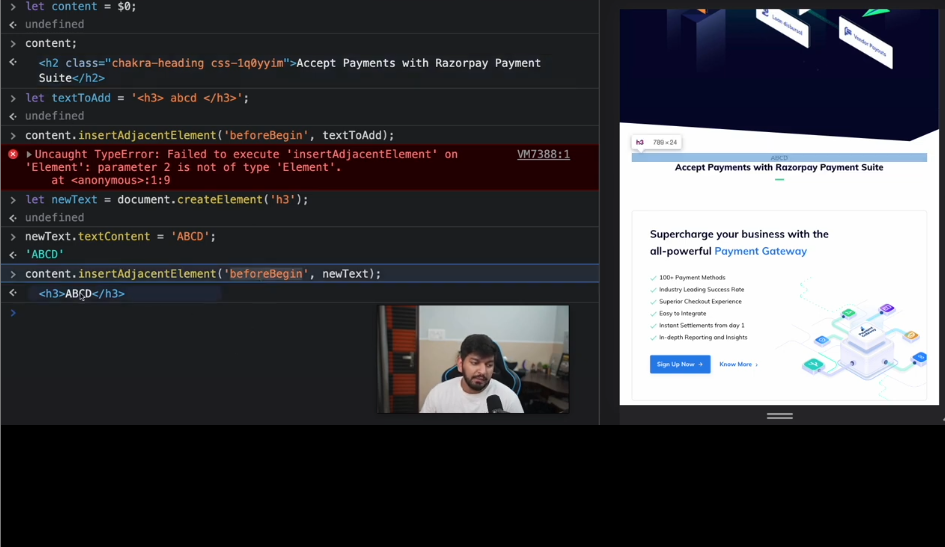 let content = $0;
undefined
content;
<h2 class="chakra-heading css-1q0yyim">Accept Payments with Razorpay Payment
Suite</h2>
let textToAdd = '<h3> abcd </h3>';
undefined
content.insertAdjacentElement('beforeBegin', textToAdd);
Uncaught TypeError: Failed to execute 'insertAdjacentElement' on VM7388:1
'Element': parameter 2 is not of type 'Element'.
at <anonymous>:1:9
let newText = document.createElement('h3');
undefined
newText.textContent = 'ABCD';
'ABCD'
content.insertAdjacentElement('beforeBegin', newText);
<h3>ABCD</h3>
Vendor Payouts
h3 789 × 24
ABCD
Accept Payments with Razorpay Payment Suite
Supercharge your business with the
all-powerful Payment Gateway
100+ Payment Methods
Industry Leading Success Rate
Superior Checkout Experience
Easy to Integrate
Instant Settlements from day 1
In-depth Reporting and Insights
Sign Up Now → Know More ›